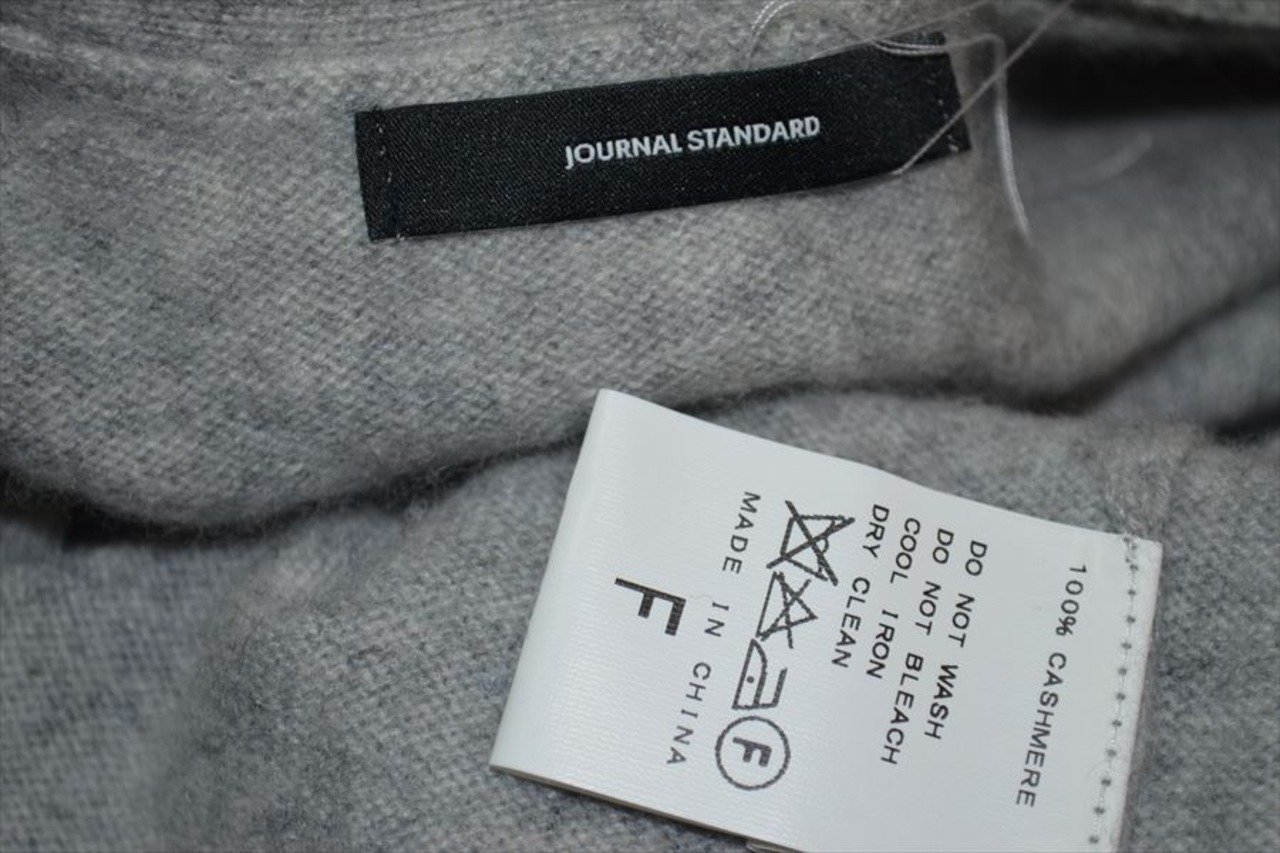 JOURNAL STANDARD
100% CASHMERE
DO NOT WASH
DO NOT BLEACH
COOL IRON
DRY CLEAN
F
MADE IN CHINA
F